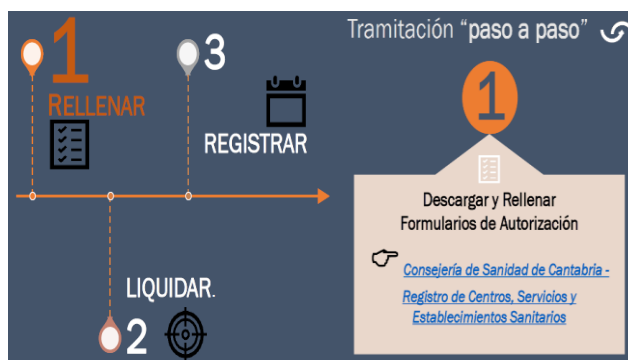 Tramitación “paso a paso”
1
RELLENAR
3
REGISTRAR
LIQUIDAR.
2
1
Descargar y Rellenar
Formularios de Autorización
Consejería de Sanidad de Cantabria -
Registro de Centros, Servicios y
Establecimientos Sanitarios